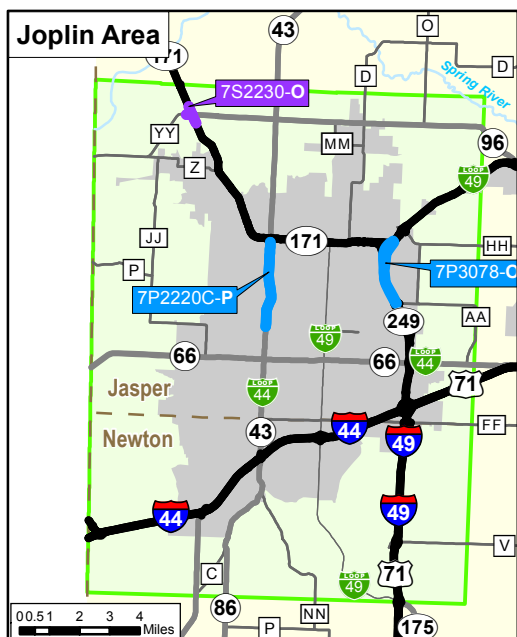 Joplin Area
43
O
171
D
D
Spring River
7S2230-O
YY
MM
96
Z
LOOP
49
JJ
171
HH
P
7P3078-O
7P2220C-P
249
AA
LOOP
49
66
66
LOOP
44
71
LOOP
44
Jasper
Newton
43
44
FF
49
44
49
V
C
71
LOOP
49
86
NN
175
P
0 0.5 1 2 3 4
Miles